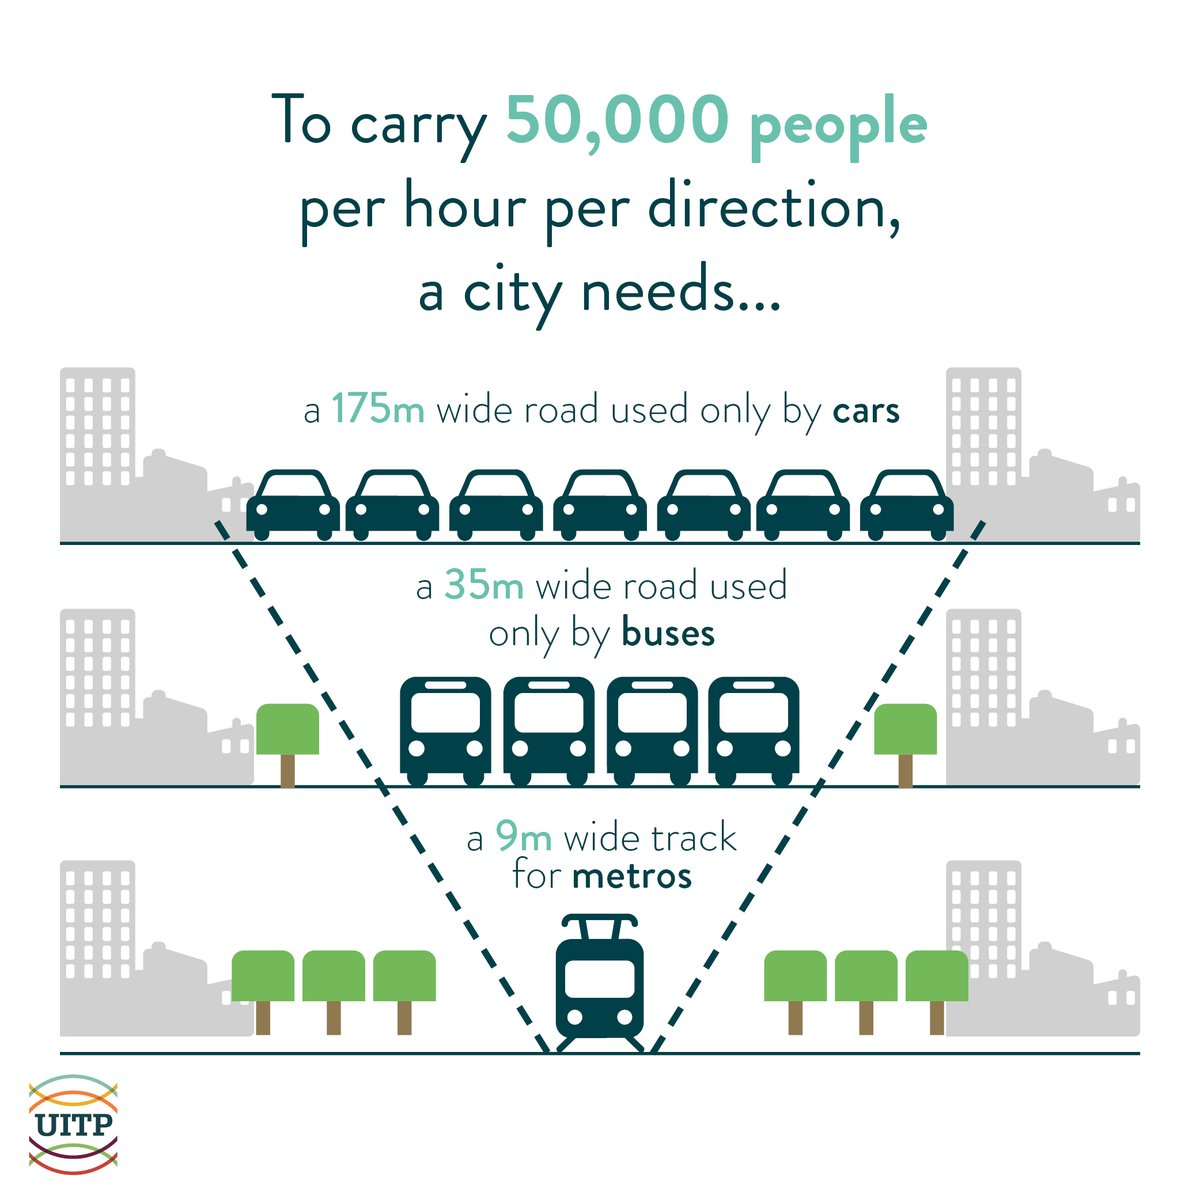 To carry 50,000 people
per hour per direction,
a city needs...
a 175m wide road used only by cars
a 35m wide road used
only by buses
a 9m wide track
for metros
UITP